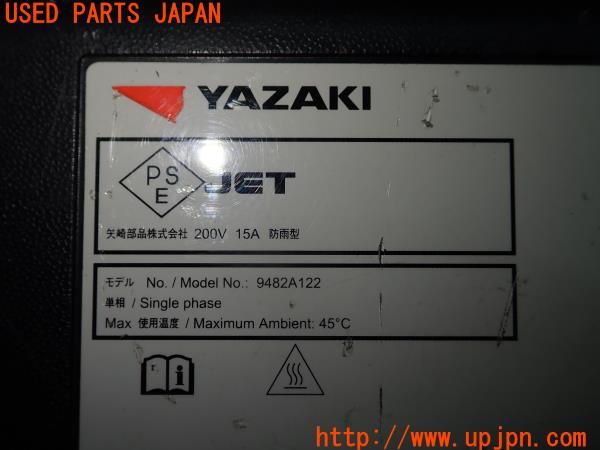 USED PARTS JAPAN
YAZAKI
PS
E
JET
矢崎部品株式会社 200V 15A 防雨型
モデル No. / Model No.: 9482A122
単相 / Single phase
Max 使用温度 / Maximum Ambient: 45°C
http://www.upjpn.com